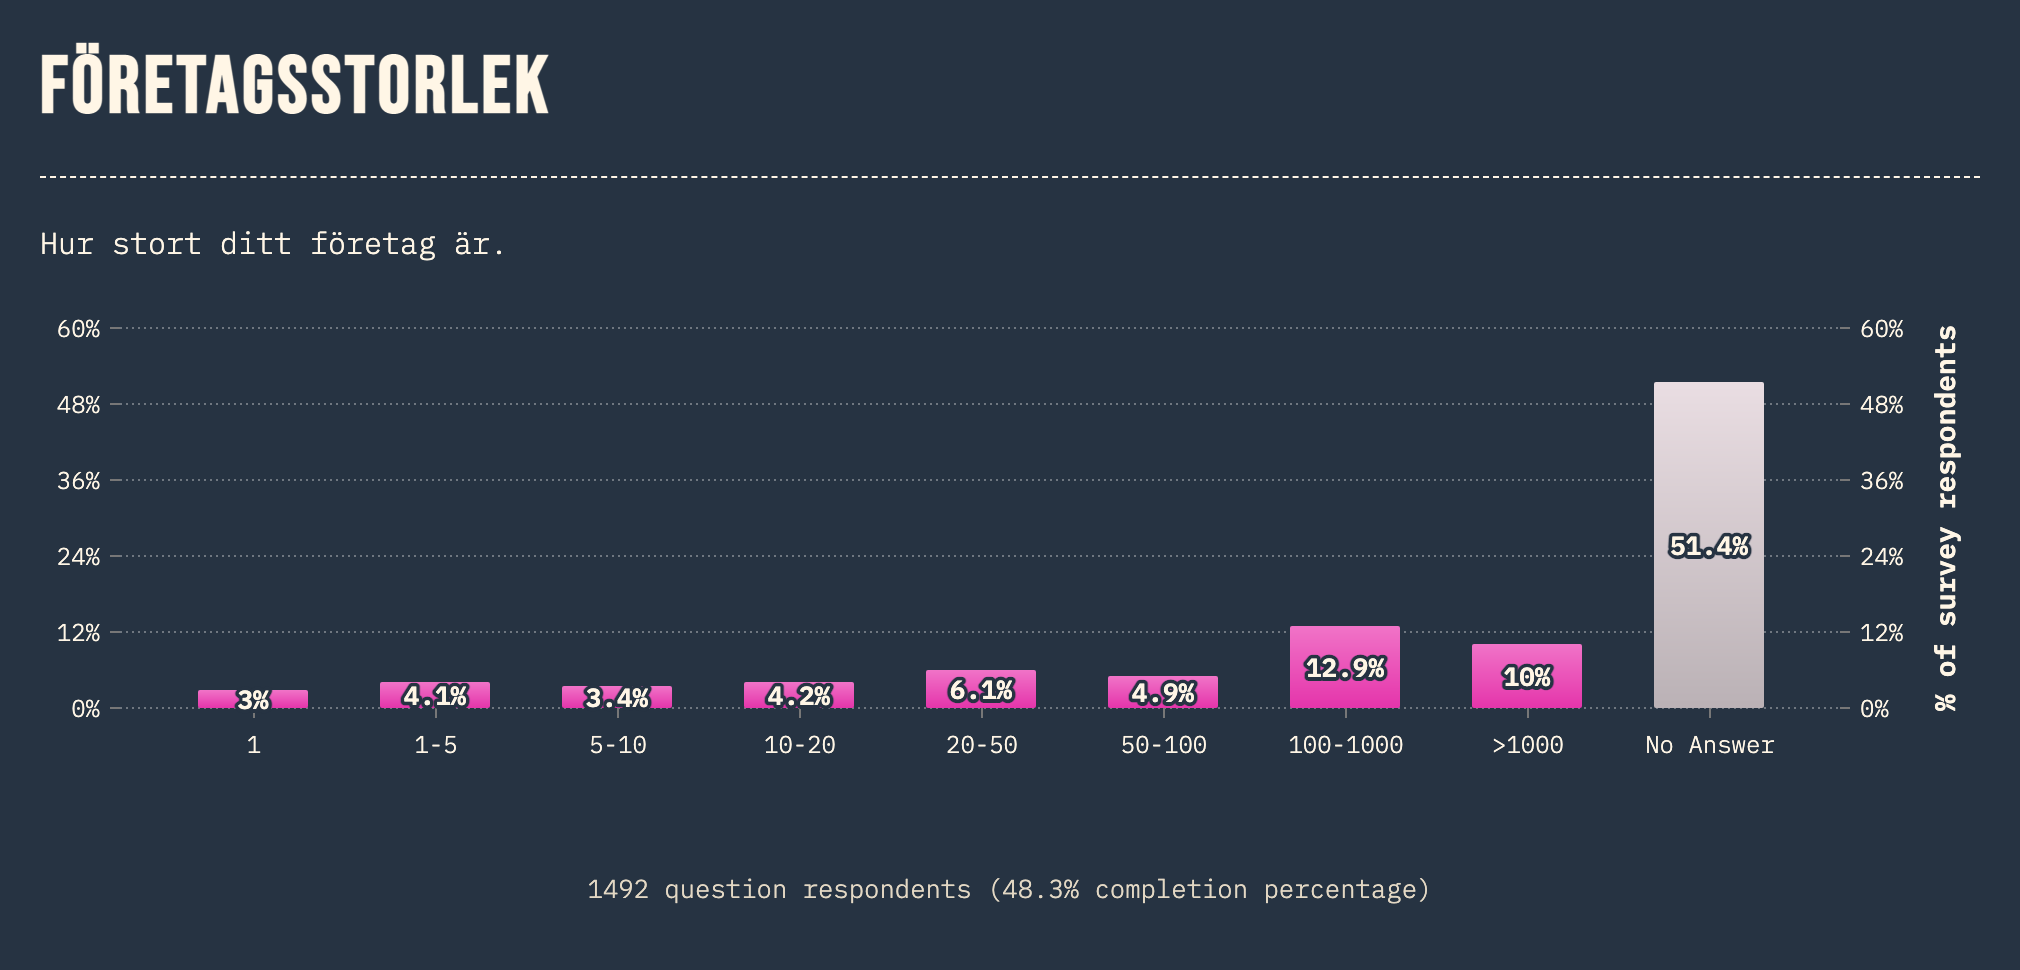 FÖRETAGSSTORLEK
Hur stort ditt företag är.
60% 60%
48% 48%
36% 36%
24% 24%
12% 12%
0% 0%
% of survey respondents
3% 4.1% 3.4% 4.2% 6.1% 4.9% 12.9% 10% 51.4%
1 1-5 5-10 10-20 20-50 50-100 100-1000 >1000 No Answer
1492 question respondents (48.3% completion percentage)